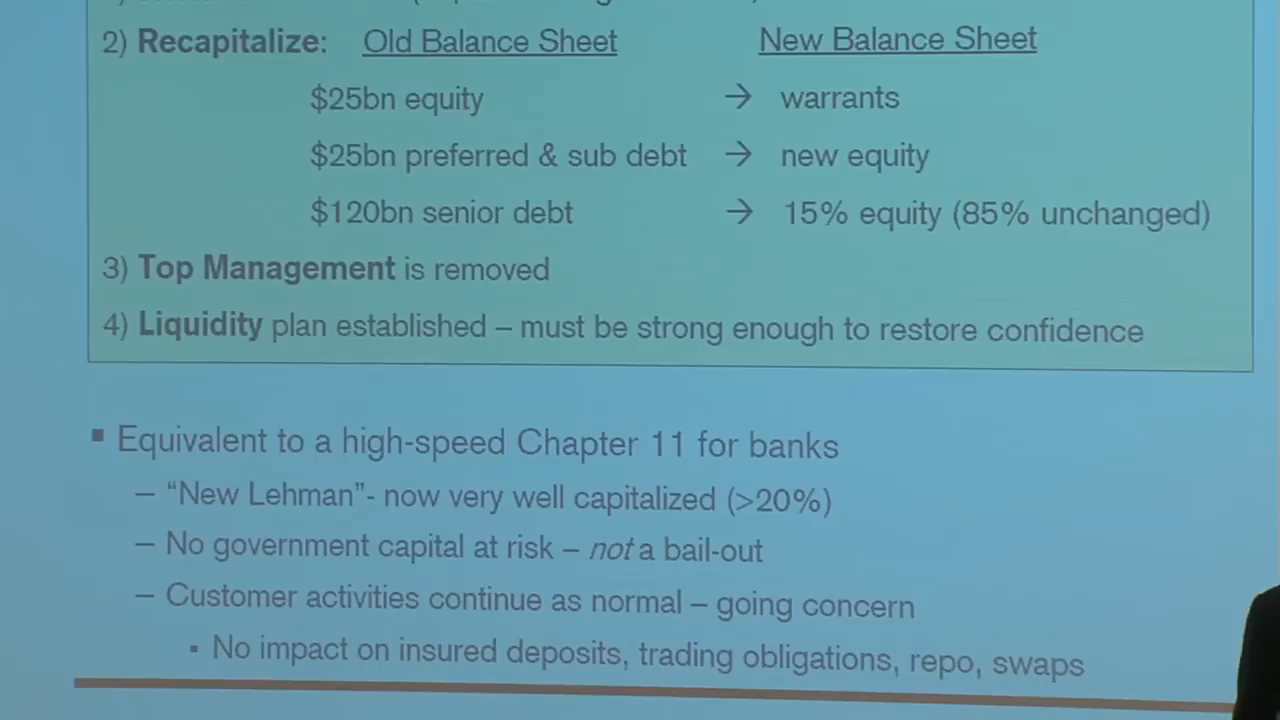 2) Recapitalize: Old Balance Sheet New Balance Sheet
$25bn equity → warrants
$25bn preferred & sub debt → new equity
$120bn senior debt → 15% equity (85% unchanged)
3) Top Management is removed
4) Liquidity plan established – must be strong enough to restore confidence
▪ Equivalent to a high-speed Chapter 11 for banks
– “New Lehman”- now very well capitalized (>20%)
– No government capital at risk – not a bail-out
– Customer activities continue as normal – going concern
▪ No impact on insured deposits, trading obligations, repo, swaps